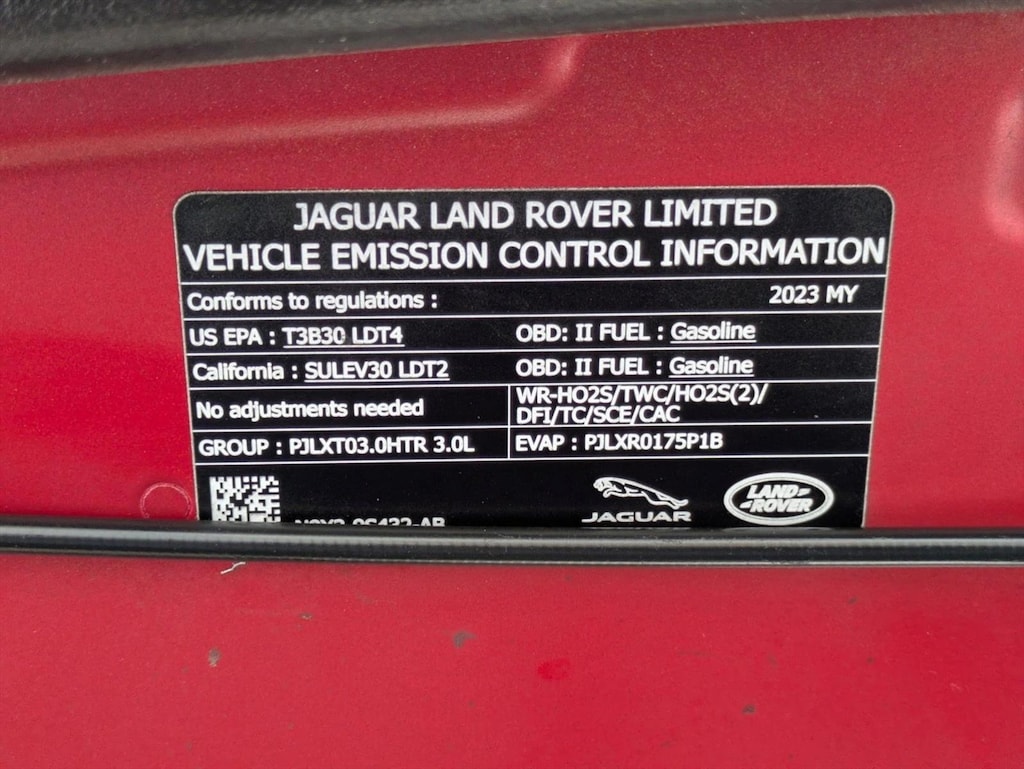 JAGUAR LAND ROVER LIMITED
VEHICLE EMISSION CONTROL INFORMATION
Conforms to regulations : 2023 MY
US EPA : T3B30 LDT4 OBD: II FUEL : Gasoline
California : SULEV30 LDT2 OBD: II FUEL : Gasoline
No adjustments needed
WR-HO2S/TWC/HO2S(2)/
DFI/TC/SCE/CAC
GROUP : PJLXT03.0HTR 3.0L EVAP : PJLXR0175P1B
JAGUAR
LAND-
-ROVER